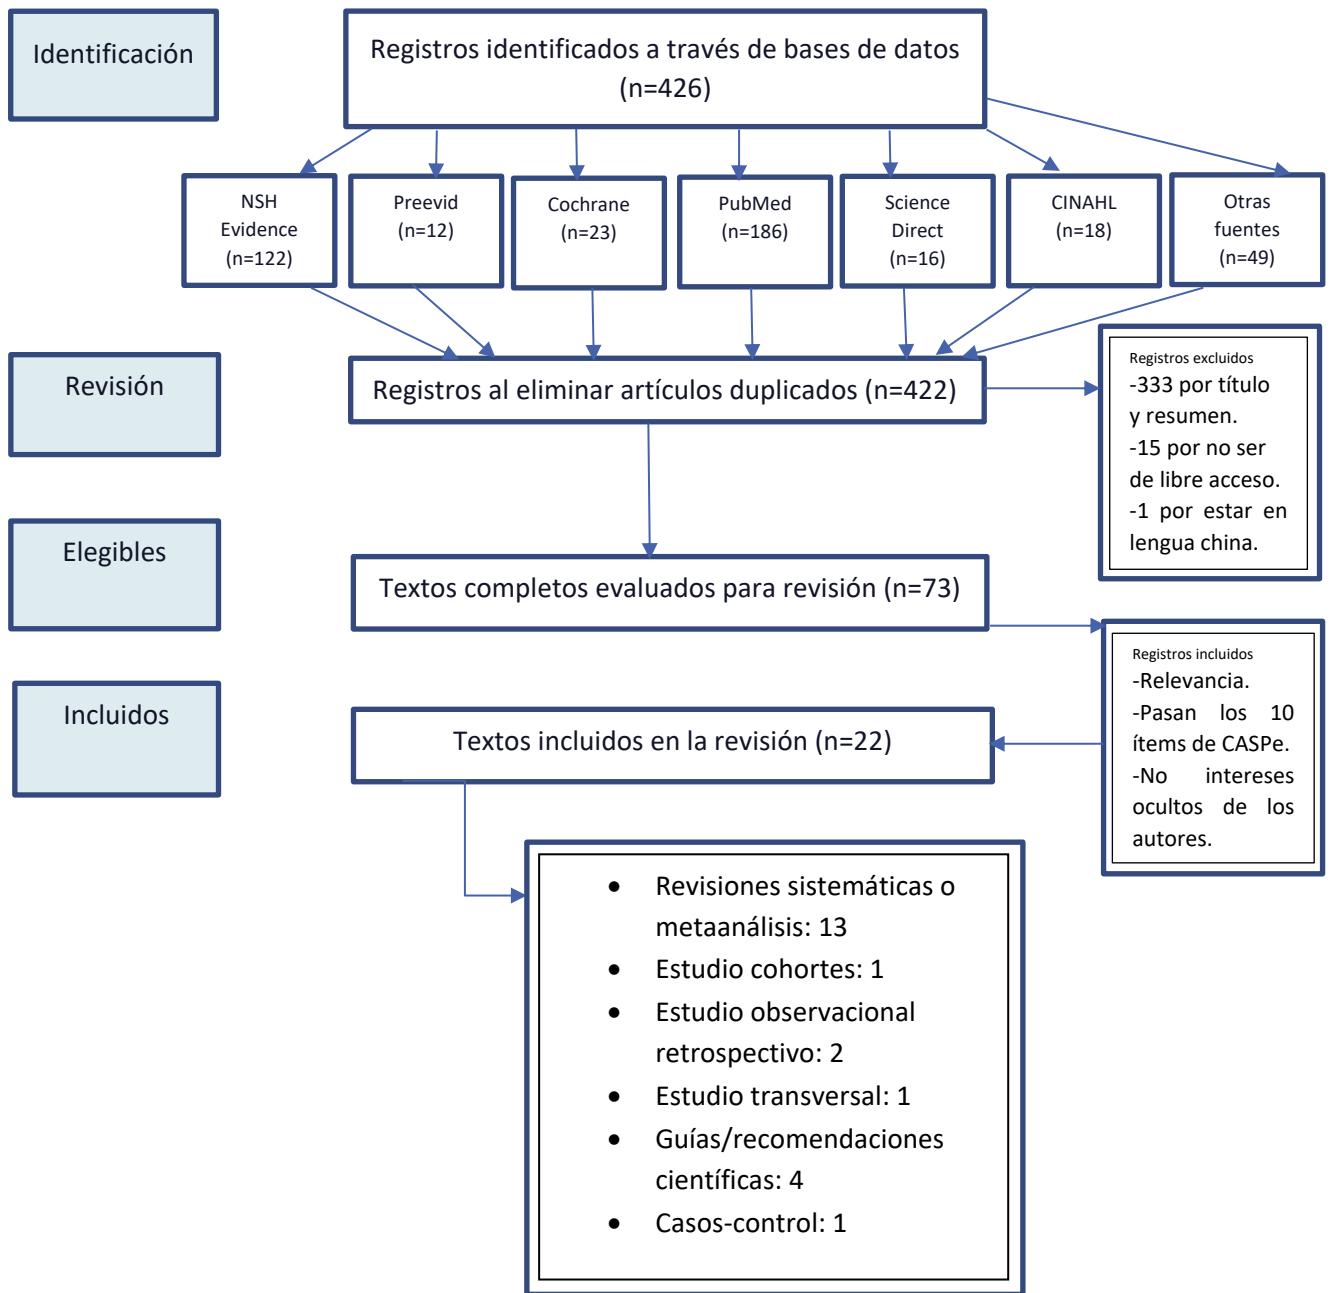 Identificación
Registros identificados a través de bases de datos
(n=426)
NSH
Evidence
(n=122)
Preevid
(n=12)
Cochrane
(n=23)
PubMed
(n=186)
Science
Direct
(n=16)
CINAHL
(n=18)
Otras
fuentes
(n=49)
Revisión
Registros al eliminar artículos duplicados (n=422)
Registros excluidos
-333 por título
y resumen.
-15 por no ser
de libre acceso.
-1 por estar en
lengua china.
Elegibles
Textos completos evaluados para revisión (n=73)
Registros incluidos
-Relevancia.
-Pasan los 10
ítems de CASPe.
-No intereses
ocultos de los
autores.
Incluidos
Textos incluidos en la revisión (n=22)
• Revisiones sistemáticas o
metaanálisis: 13
• Estudio cohortes: 1
• Estudio observacional
retrospectivo: 2
• Estudio transversal: 1
• Guías/recomendaciones
científicas: 4
• Casos-control: 1